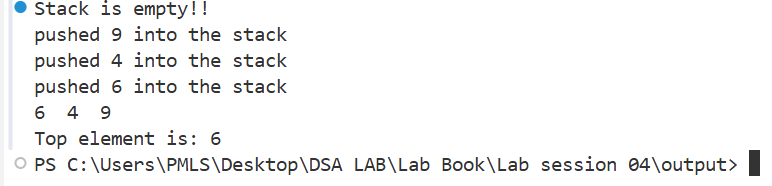 Stack is empty!!
pushed 9 into the stack
pushed 4 into the stack
pushed 6 into the stack
6  4  9
Top element is: 6
PS C:\Users\PMLS\Desktop\DSA LAB\Lab Book\Lab session 04\output>